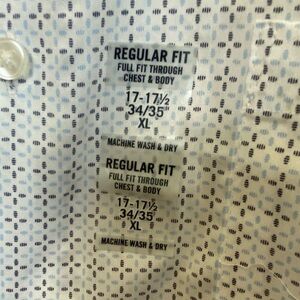 REGULAR FIT
FULL FIT THROUGH
CHEST & BODY
17-17½
34/35
XL
MACHINE WASH & DRY
REGULAR FIT
FULL FIT THROUGH
CHEST & BODY
17-17½
34/35
XL
MACHINE WASH & DRY